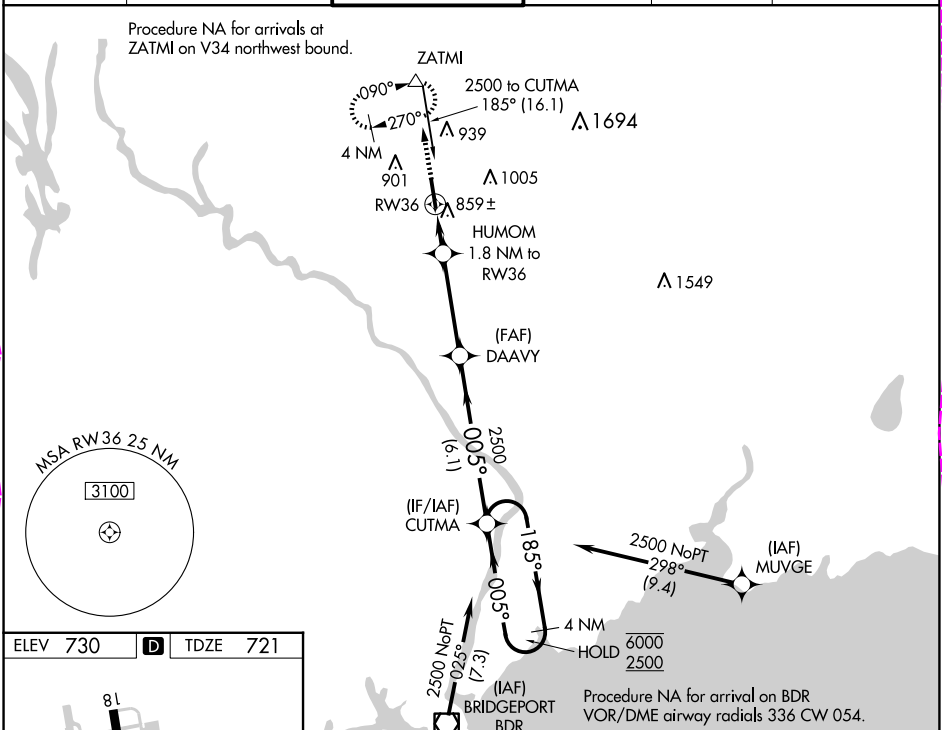 Procedure NA for arrivals at
ZATMI on V34 northwest bound.
ZATMI
2500 to CUTMA
185° (16.1)
090°
270°
4 NM
939
1694
901
1005
RW36
859±
HUMOM
1.8 NM to
RW36
1549
(FAF)
DAAVY
2500
005°
(6.1)
MSA RW36 25 NM
3100
(IF/IAF)
CUTMA
185°
005°
2500 NoPT
298°
(9.4)
(IAF)
MUVGE
4 NM
HOLD 6000
2500
2500 NoPT
025°
(7.3)
(IAF)
BRIDGEPORT
BDR
Procedure NA for arrival on BDR
VOR/DME airway radials 336 CW 054.
ELEV 730 D TDZE 721
18